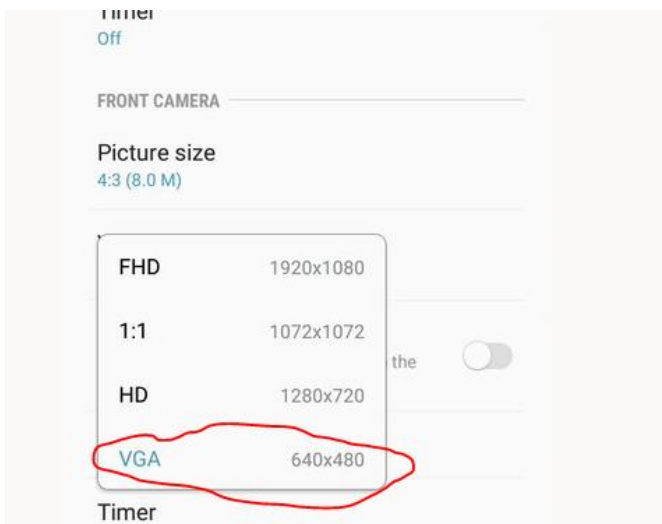 Timer
Off
FRONT CAMERA
Picture size
4:3 (8.0 M)
FHD 1920x1080
1:1 1072x1072
the
HD 1280x720
VGA 640x480
Timer